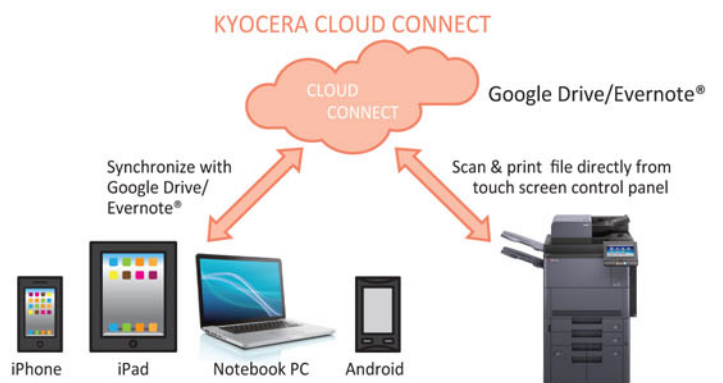 KYOCERA CLOUD CONNECT
CLOUD
CONNECT
Google Drive/Evernote®
Synchronize with
Google Drive/
Evernote®
Scan & print file directly from
touch screen control panel
iPhone
iPad
Notebook PC
Android